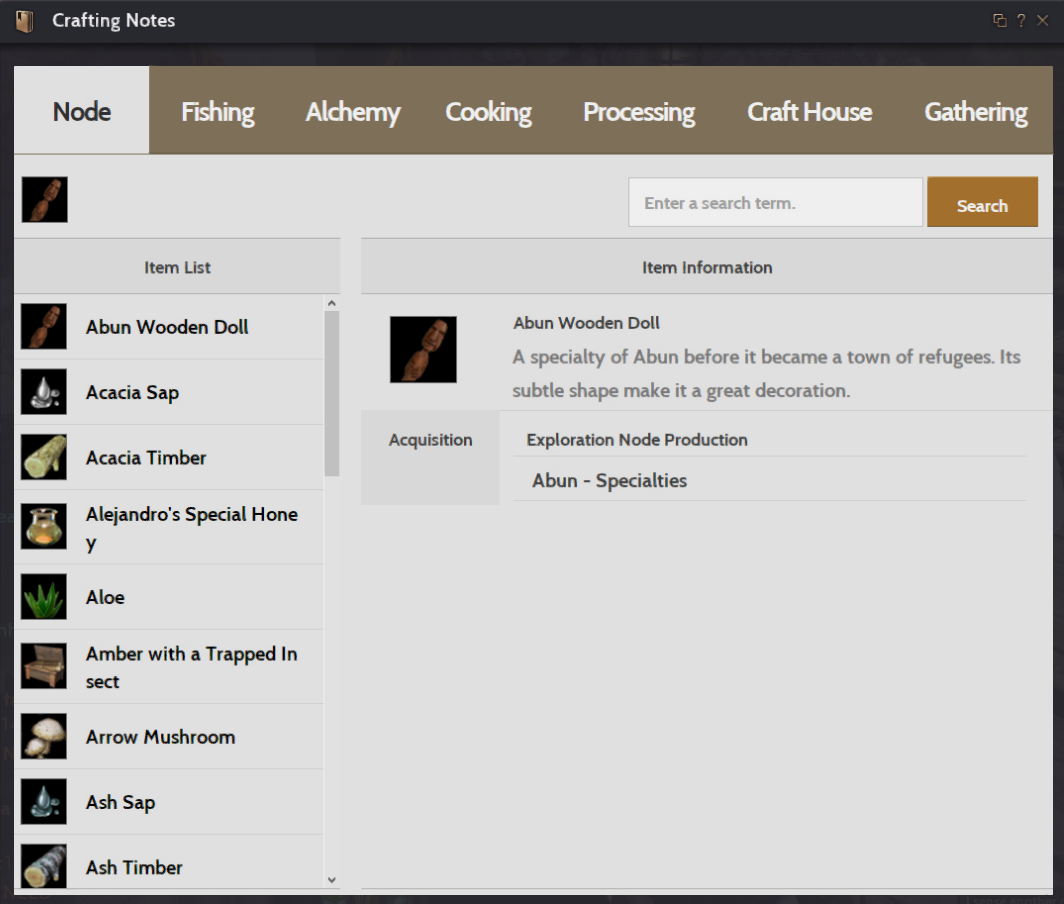 Crafting Notes
?
Node Fishing Alchemy Cooking Processing Craft House Gathering
Enter a search term. Search
Item List
Item Information
Abun Wooden Doll
Acacia Sap
Acacia Timber
Alejandro's Special Hone
y
Aloe
Amber with a Trapped In
sect
Arrow Mushroom
Ash Sap
Ash Timber
Abun Wooden Doll
A specialty of Abun before it became a town of refugees. Its
subtle shape make it a great decoration.
Acquisition
Exploration Node Production
Abun - Specialties